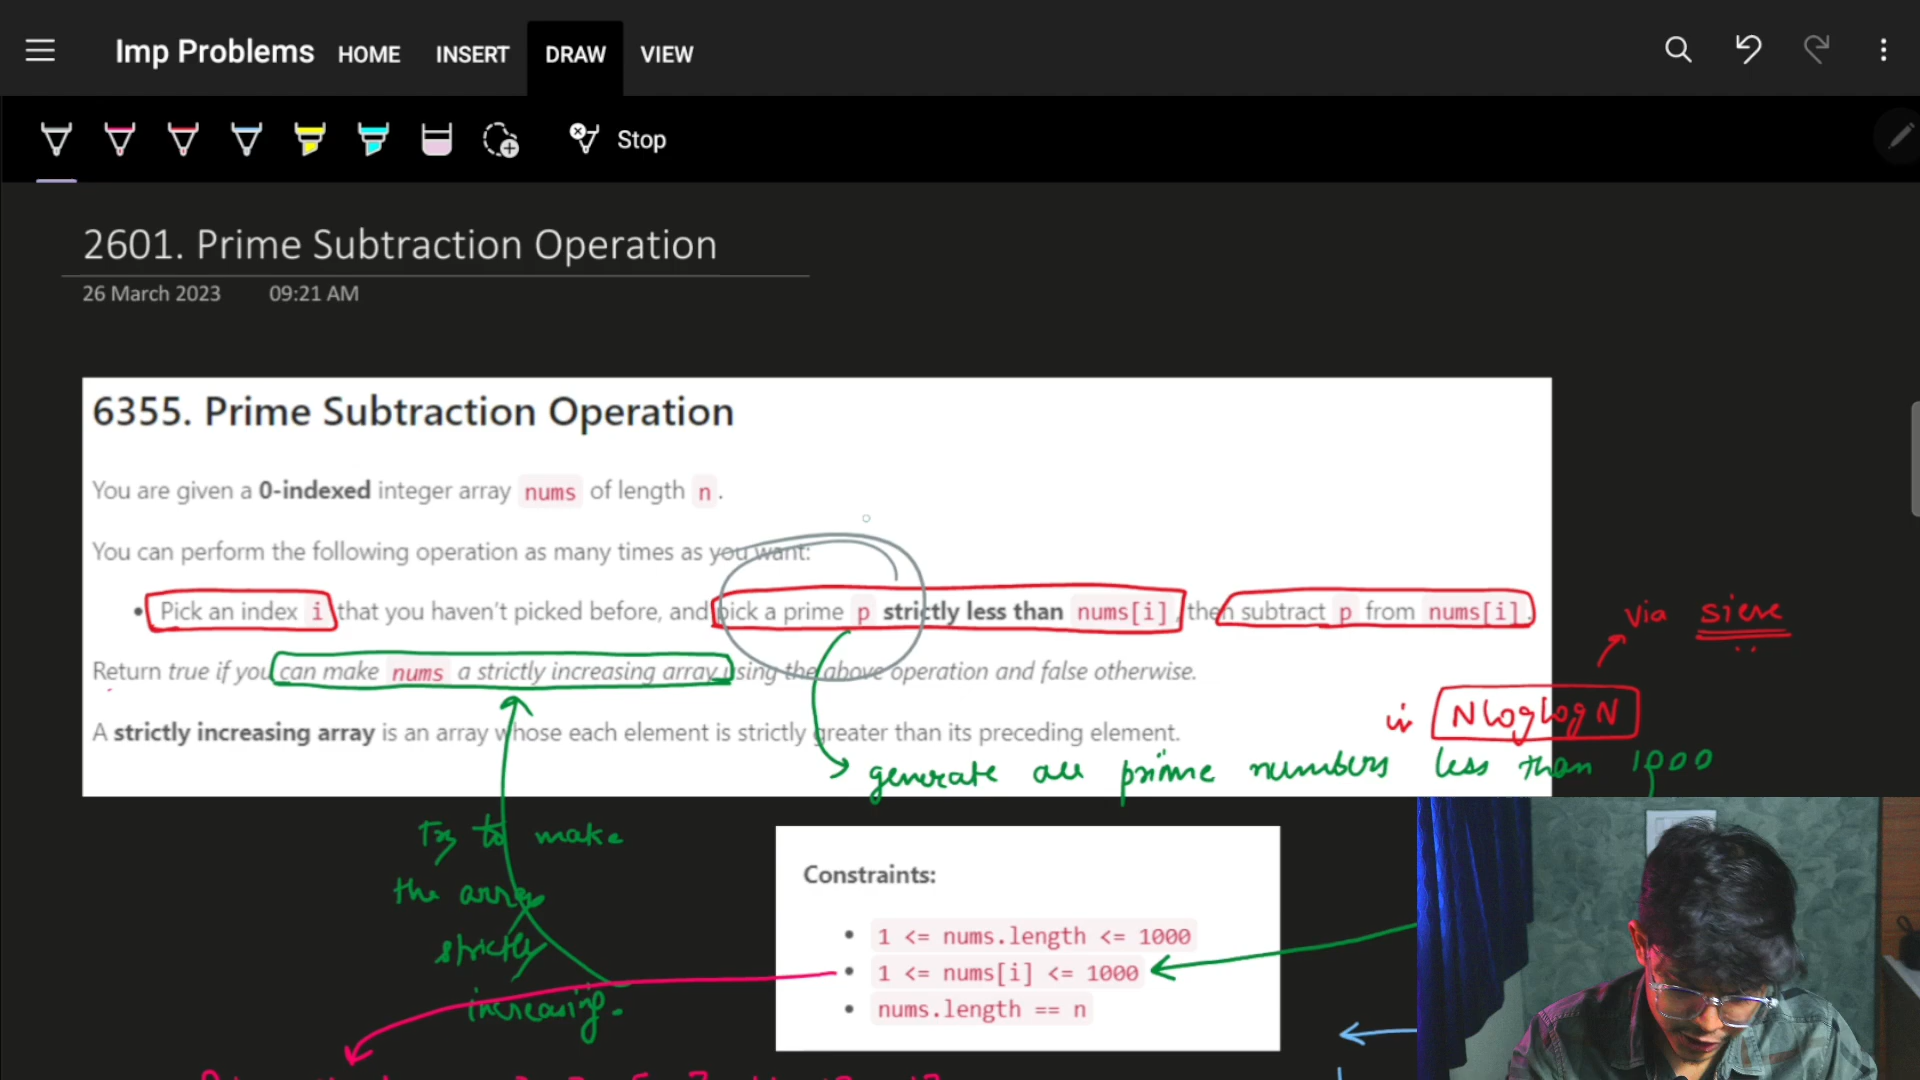 Imp Problems HOME INSERT DRAW VIEW
Stop
2601. Prime Subtraction Operation
26 March 2023 09:21 AM
6355. Prime Subtraction Operation
You are given a 0-indexed integer array nums of length n.
You can perform the following operation as many times as you want:
• Pick an index i that you haven't picked before, and pick a prime p strictly less than nums[i], then subtract p from nums[i].
via sieve
Return true if you can make nums a strictly increasing array using the above operation and false otherwise.
in NloglogN
A strictly increasing array is an array whose each element is strictly greater than its preceding element.
generate all prime numbers less than 1000
Try to make
the array
strictly
increasing.
Constraints:
• 1 <= nums.length <= 1000
• 1 <= nums[i] <= 1000
• nums.length == n